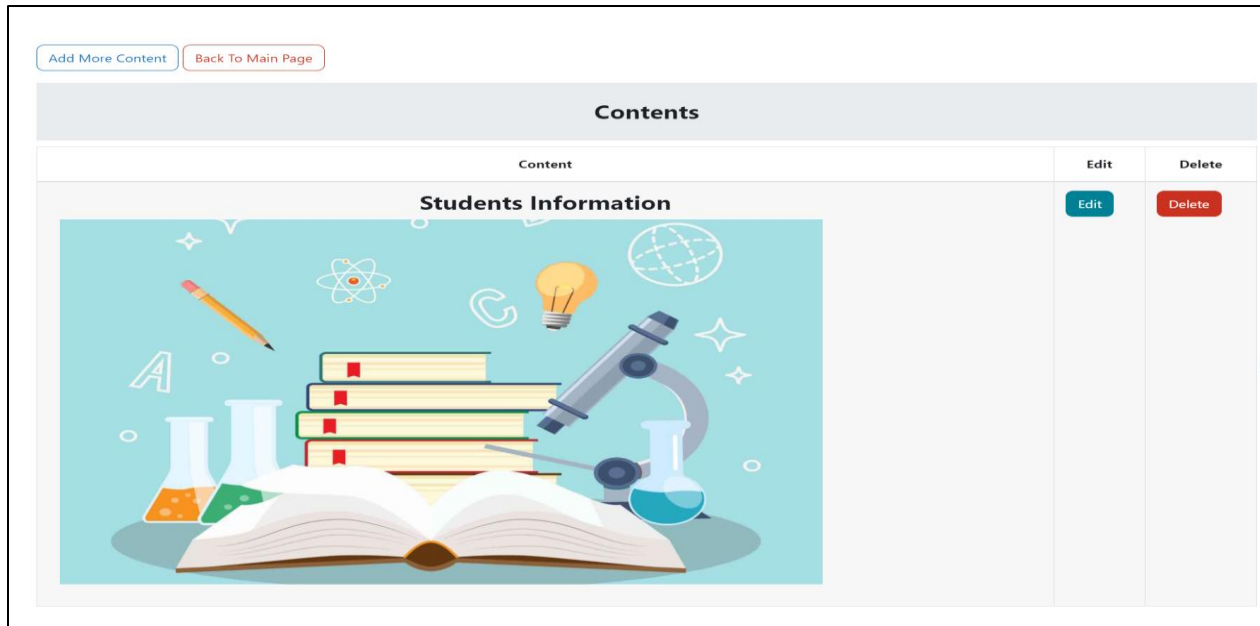 Add More Content Back To Main Page
Contents
Content Edit Delete
Students Information
Edit Delete
C
A